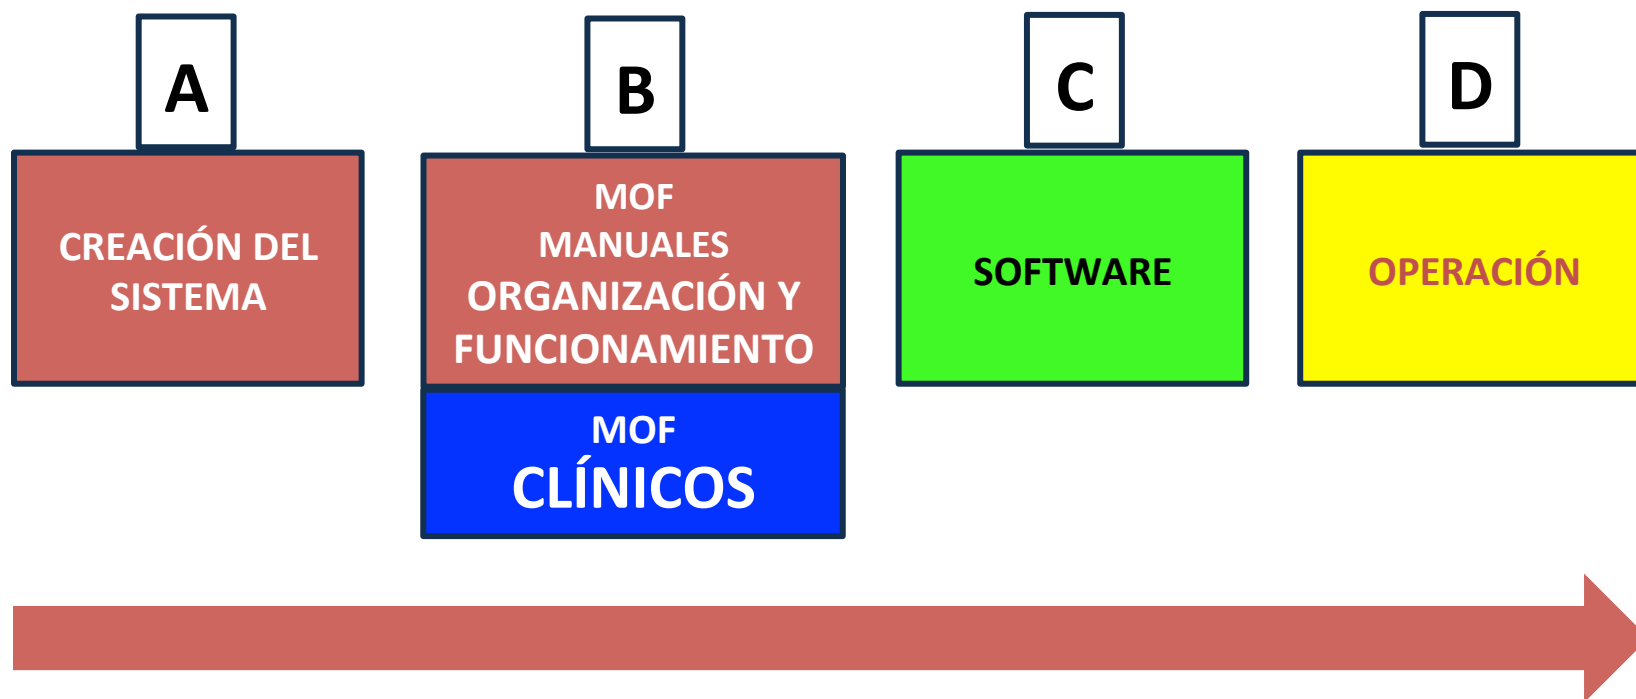 A
CREACIÓN DEL
SISTEMA
B
MOF
MANUALES
ORGANIZACIÓN Y
FUNCIONAMIENTO
MOF
CLÍNICOS
C
SOFTWARE
D
OPERACIÓN